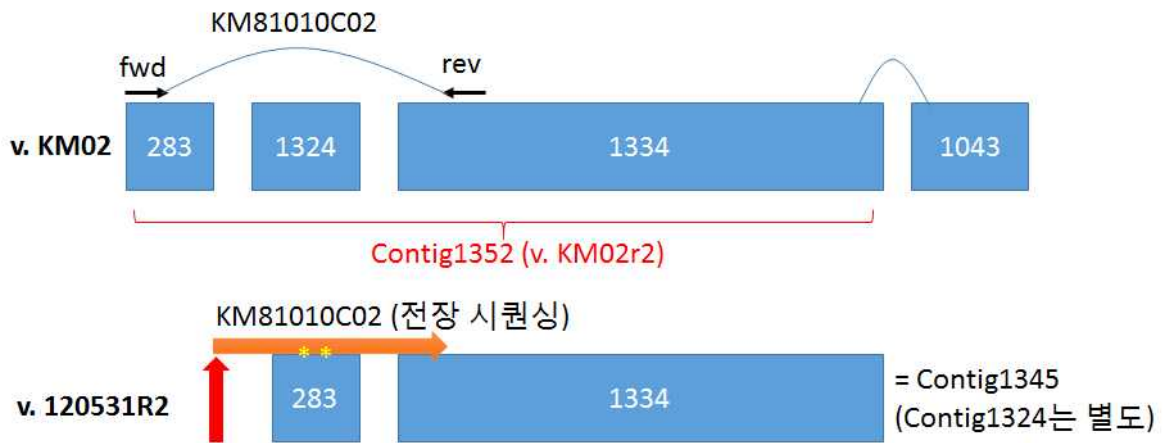 KM81010C02
fwd rev
v. KM02 283 1324 1334 1043
Contig1352 (v. KM02r2)
KM81010C02 (전장 시퀀싱)
* *
v. 120531R2 283 1334 = Contig1345
(Contig1324는 별도)